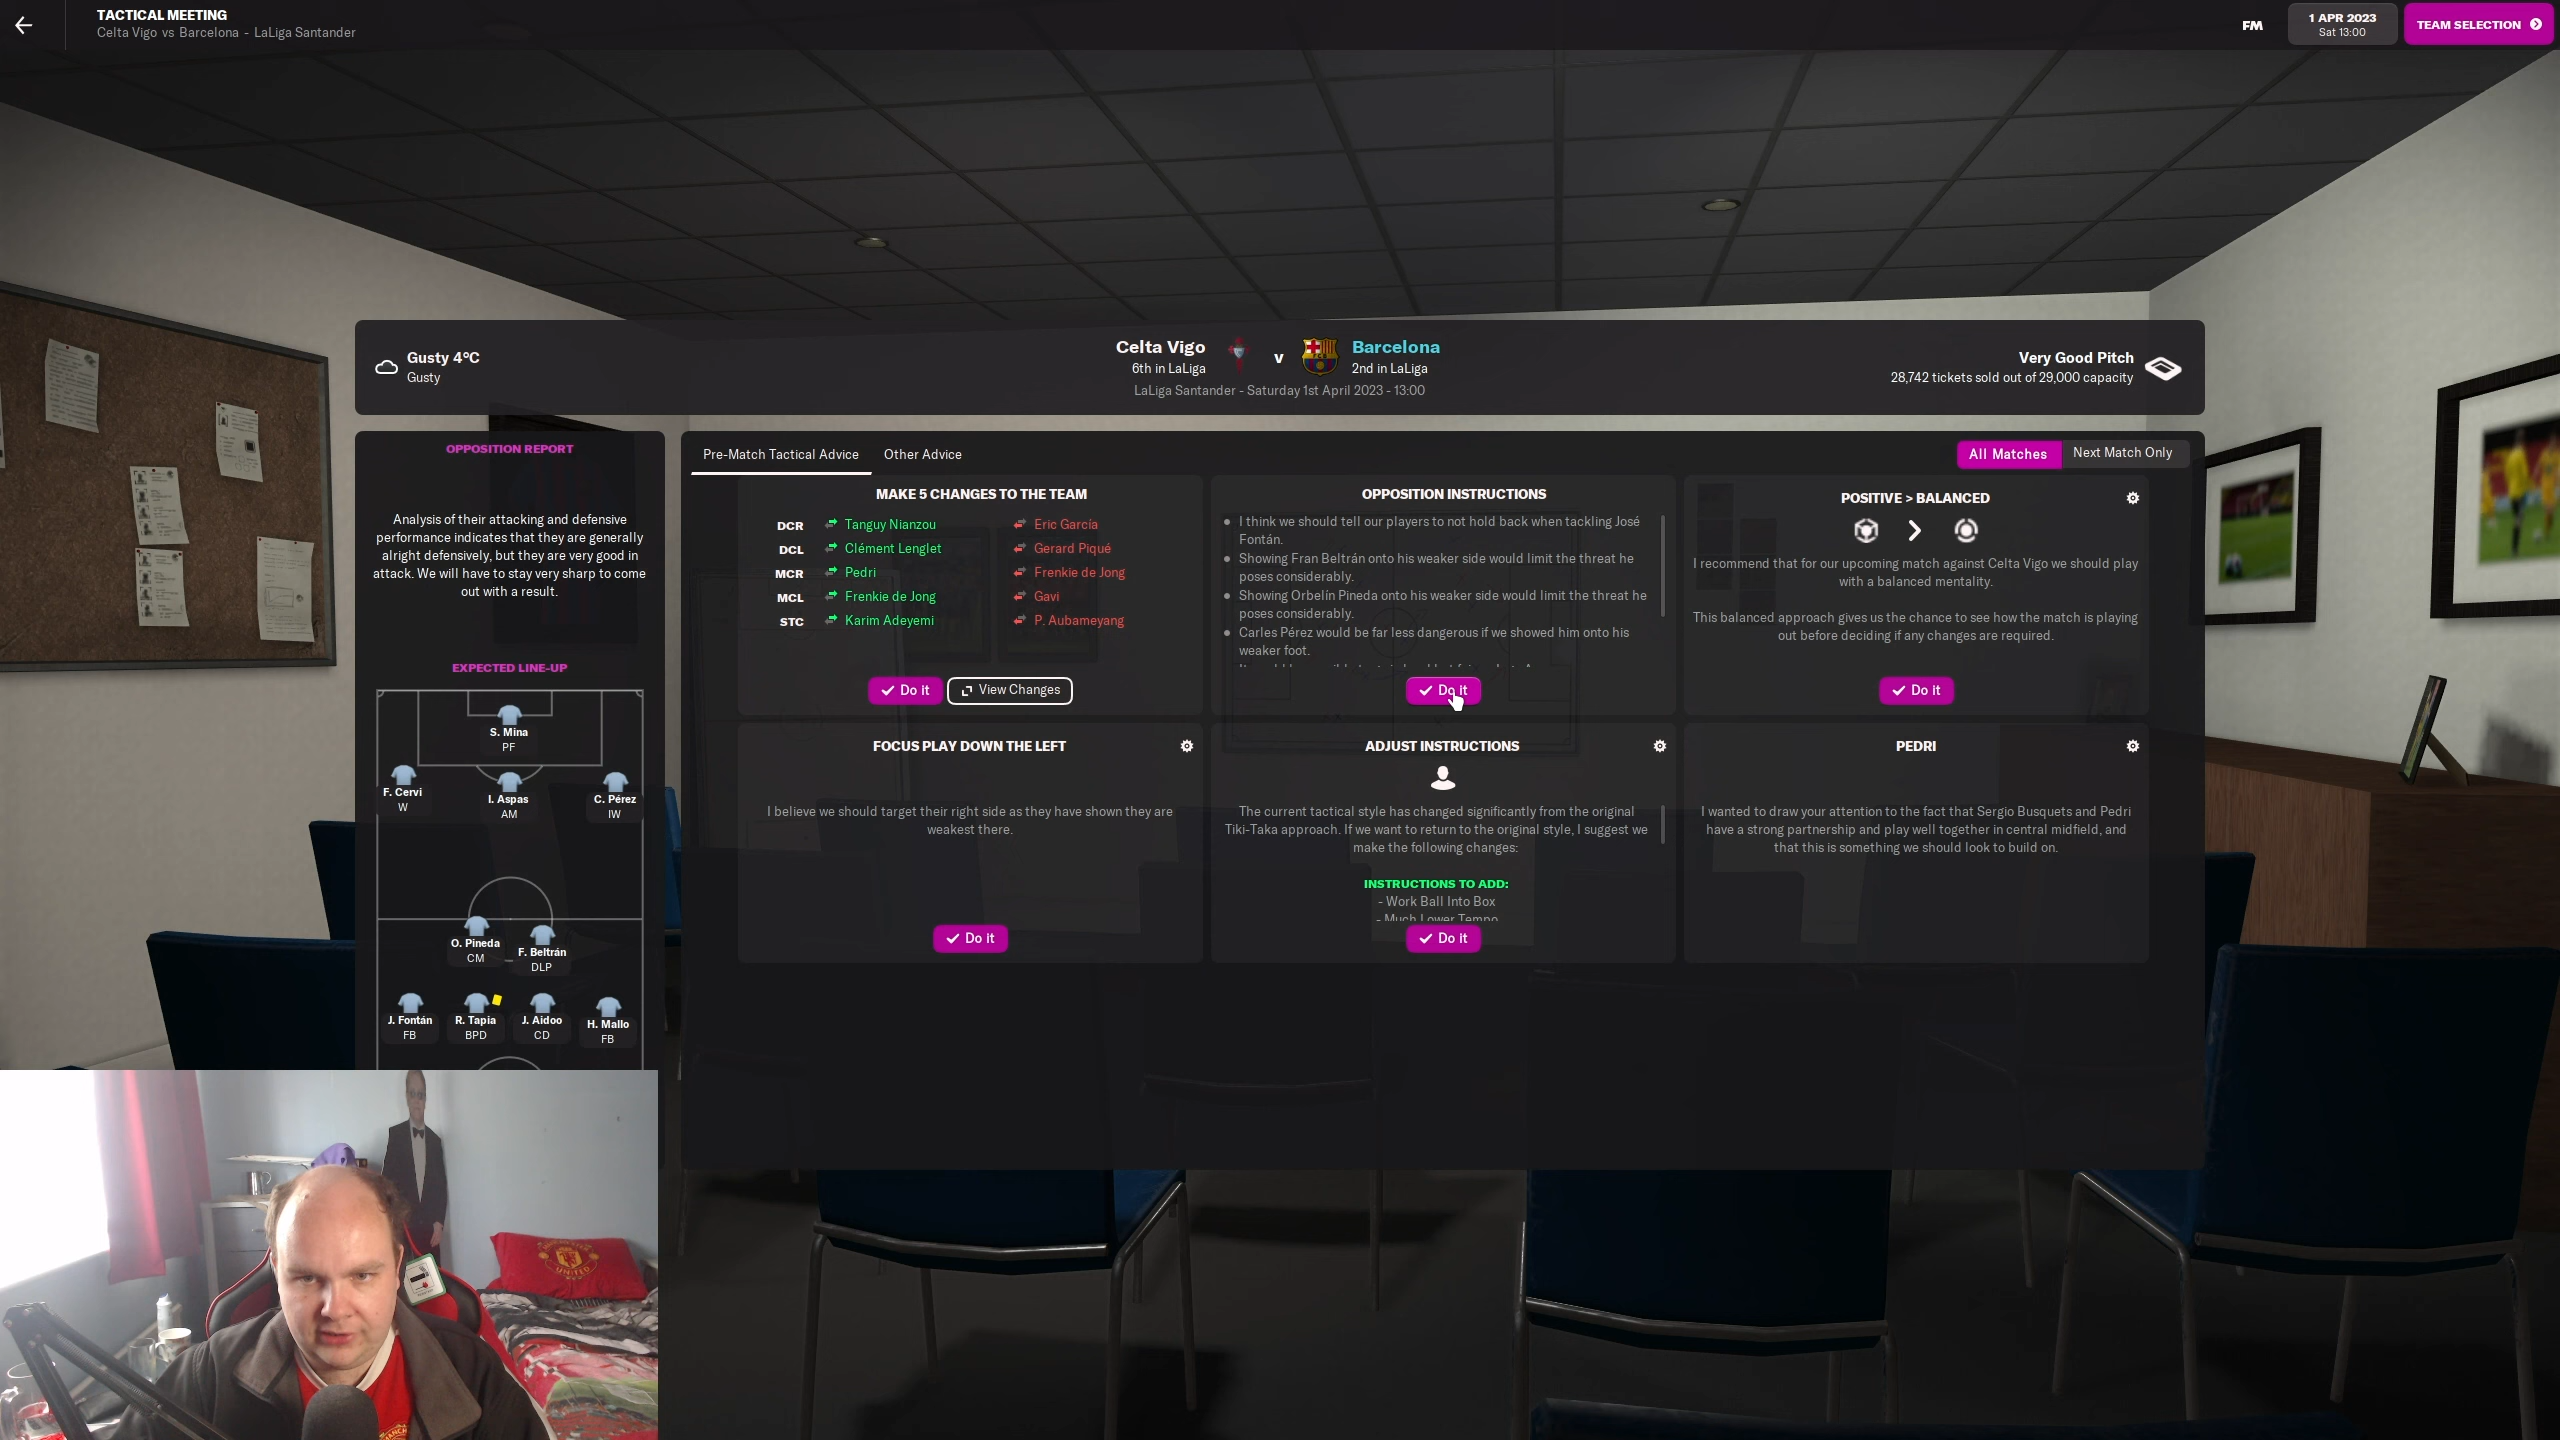 TACTICAL MEETING
Celta Vigo vs Barcelona - LaLiga Santander
FM
1 APR 2023
Sat 13:00
TEAM SELECTION
Gusty 4°C
Gusty
Celta Vigo
6th in LaLiga
v
Barcelona
2nd in LaLiga
LaLiga Santander - Saturday 1st April 2023 - 13:00
Very Good Pitch
28,742 tickets sold out of 29,000 capacity
OPPOSITION REPORT
Analysis of their attacking and defensive
performance indicates that they are generally
alright defensively, but they are very good in
attack. We will have to stay very sharp to come
out with a result.
EXPECTED LINE-UP
S. Mina
PF
F. Cervi
W
I. Aspas
AM
C. Pérez
IW
O. Pineda
CM
F. Beltrán
DLP
J. Fontán
FB
R. Tapia
BPD
J. Aidoo
CD
H. Mallo
FB
Pre-Match Tactical Advice
Other Advice
All Matches
Next Match Only
MAKE 5 CHANGES TO THE TEAM
DCR Tanguy Nianzou Eric García
DCL Clément Lenglet Gerard Piqué
MCR Pedri Frenkie de Jong
MCL Frenkie de Jong Gavi
STC Karim Adeyemi P. Aubameyang
Do it
View Changes
OPPOSITION INSTRUCTIONS
I think we should tell our players to not hold back when tackling José
Fontán.
Showing Fran Beltrán onto his weaker side would limit the threat he
poses considerably.
Showing Orbelín Pineda onto his weaker side would limit the threat he
poses considerably.
Carles Pérez would be far less dangerous if we showed him onto his
weaker foot.
Do it
POSITIVE > BALANCED
I recommend that for our upcoming match against Celta Vigo we should play
with a balanced mentality.
This balanced approach gives us the chance to see how the match is playing
out before deciding if any changes are required.
Do it
FOCUS PLAY DOWN THE LEFT
I believe we should target their right side as they have shown they are
weakest there.
Do it
ADJUST INSTRUCTIONS
The current tactical style has changed significantly from the original
Tiki-Taka approach. If we want to return to the original style, I suggest we
make the following changes:
INSTRUCTIONS TO ADD:
- Work Ball Into Box
- Much Lower Tempo
Do it
PEDRI
I wanted to draw your attention to the fact that Sergio Busquets and Pedri
have a strong partnership and play well together in central midfield, and
that this is something we should look to build on.
MANCHESTER
UNITED